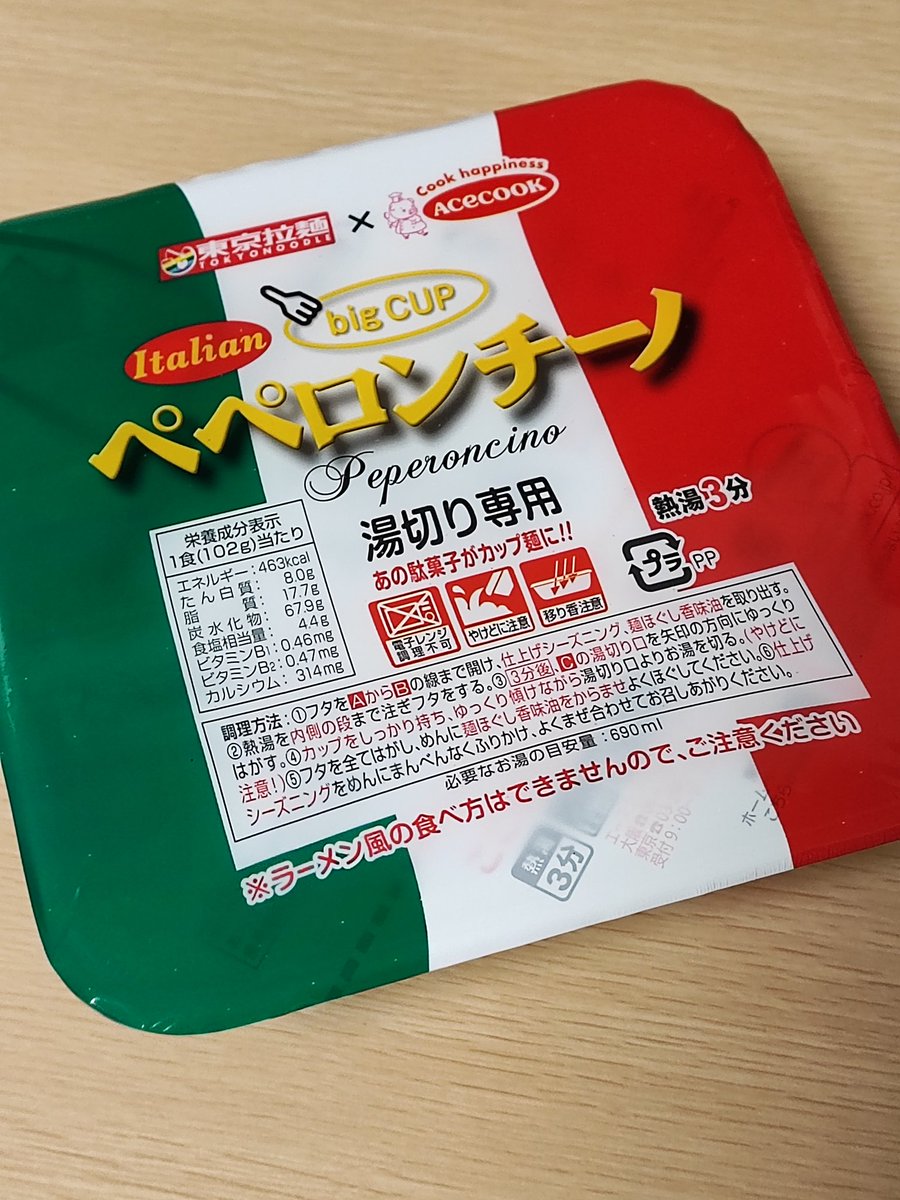 東京拉麺
TOKYONOODLE
×
Cook happiness
ACECOOK
big CUP
Italian
ペペロンチーノ
Peperoncino
湯切り専用
熱湯3分
あの駄菓子がカップ麺に!!
電子レンジ
調理不可
やけどに注意
移り香注意
プラ
PP
栄養成分表示
1食(102g)当たり
エネルギー:463kcal
たん白質:8.0g
脂質:17.7g
炭水化物:67.9g
食塩相当量:4.4g
ビタミンB1:0.46mg
ビタミンB2:0.47mg
カルシウム:314mg
調理方法:①フタをAからBの線まで開け、仕上げシーズニング、麺ほぐし香味油を取り出す。
②熱湯を内側の段まで注ぎフタをする。③3分後、Cの湯切り口を矢印の方向にゆっくり
はがす。④カップをしっかり持ち、ゆっくり傾けながら湯切り口よりお湯を切る。(やけどに
注意!)⑤フタを全てはがし、めんに麺ほぐし香味油をからませよくほぐしてください。⑥仕上げ
シーズニングをめんにまんべんなくふりかけ、よくまぜ合わせてお召しあがりください。
必要なお湯の目安量:690ml
※ラーメン風の食べ方はできませんので、ご注意ください
3分
受付9:00
ホーム